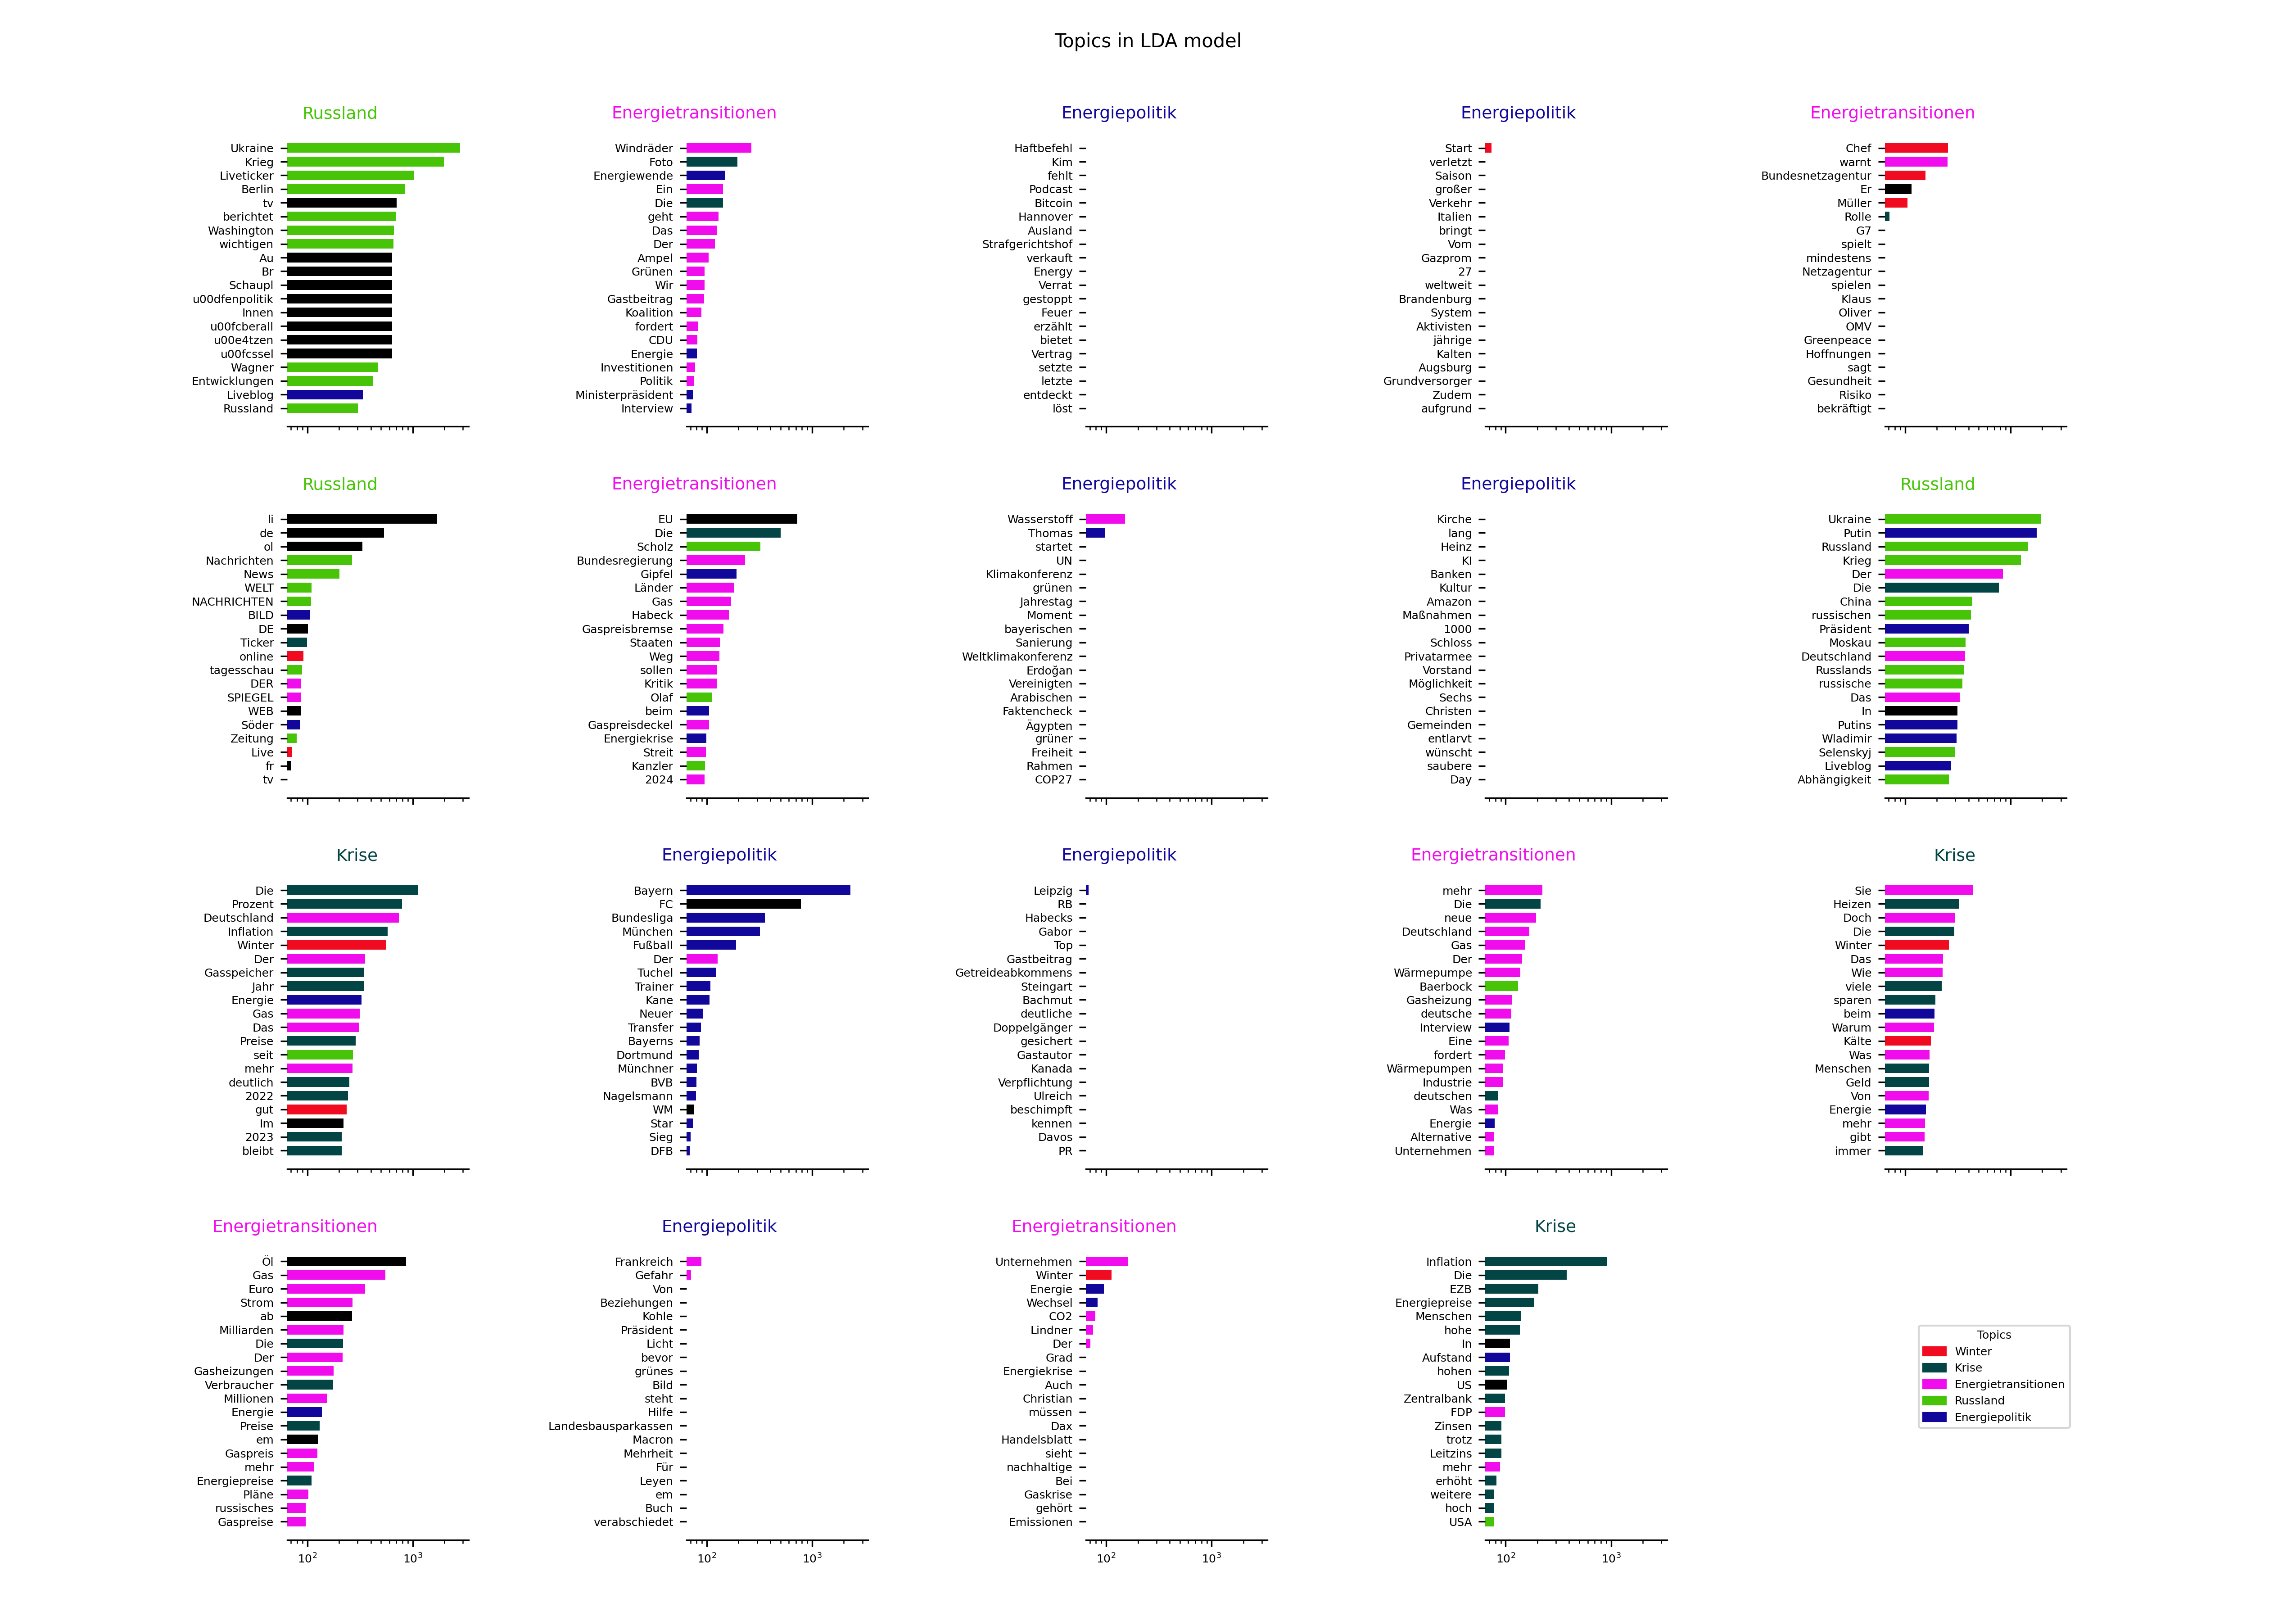 Topics in LDA model
Russland
Ukraine
Krieg
Liveticker
Berlin
tv
berichtet
Washington
wichtigen
Au
Br
Schaupl
u00dfenpolitik
Innen
u00fcberall
u00e4tzen
u00fcssel
Wagner
Entwicklungen
Liveblog
Russland
Energietransitionen
Windräder
Foto
Energiewende
Ein
Die
geht
Das
Der
Ampel
Grünen
Wir
Gastbeitrag
Koalition
fordert
CDU
Energie
Investitionen
Politik
Ministerpräsident
Interview
Energiepolitik
Haftbefehl
Kim
fehlt
Podcast
Bitcoin
Hannover
Ausland
Strafgerichtshof
verkauft
Energy
Verrat
gestoppt
Feuer
erzählt
bietet
Vertrag
setzte
letzte
entdeckt
löst
Energiepolitik
Start
verletzt
Saison
großer
Verkehr
Italien
bringt
Vom
Gazprom
27
weltweit
Brandenburg
System
Aktivisten
jährige
Kalten
Augsburg
Grundversorger
Zudem
aufgrund
Energietransitionen
Chef
warnt
Bundesnetzagentur
Er
Müller
Rolle
G7
spielt
mindestens
Netzagentur
spielen
Klaus
Oliver
OMV
Greenpeace
Hoffnungen
sagt
Gesundheit
Risiko
bekräftigt
Russland
li
de
ol
Nachrichten
News
WELT
NACHRICHTEN
BILD
DE
Ticker
online
tagesschau
DER
SPIEGEL
WEB
Söder
Zeitung
Live
fr
tv
Energietransitionen
EU
Die
Scholz
Bundesregierung
Gipfel
Länder
Gas
Habeck
Gaspreisbremse
Staaten
Weg
sollen
Kritik
Olaf
beim
Gaspreisdeckel
Energiekrise
Streit
Kanzler
2024
Energiepolitik
Wasserstoff
Thomas
startet
UN
Klimakonferenz
grünen
Jahrestag
Moment
bayerischen
Sanierung
Weltklimakonferenz
Erdoğan
Vereinigten
Arabischen
Faktencheck
Ägypten
grüner
Freiheit
Rahmen
COP27
Energiepolitik
Kirche
lang
Heinz
KI
Banken
Kultur
Amazon
Maßnahmen
1000
Schloss
Privatarmee
Vorstand
Möglichkeit
Sechs
Christen
Gemeinden
entlarvt
wünscht
saubere
Day
Russland
Ukraine
Putin
Russland
Krieg
Der
Die
China
russischen
Präsident
Moskau
Deutschland
Russlands
russische
Das
In
Putins
Wladimir
Selenskyj
Liveblog
Abhängigkeit
Krise
Die
Prozent
Deutschland
Inflation
Winter
Der
Gasspeicher
Jahr
Energie
Gas
Das
Preise
seit
mehr
deutlich
2022
gut
Im
2023
bleibt
Energiepolitik
Bayern
FC
Bundesliga
München
Fußball
Der
Tuchel
Trainer
Kane
Neuer
Transfer
Bayerns
Dortmund
Münchner
BVB
Nagelsmann
WM
Star
Sieg
DFB
Energiepolitik
Leipzig
RB
Habecks
Gabor
Top
Gastbeitrag
Getreideabkommens
Steingart
Bachmut
deutliche
Doppelgänger
gesichert
Gastautor
Kanada
Verpflichtung
Ulreich
beschimpft
kennen
Davos
PR
Energietransitionen
mehr
Die
neue
Deutschland
Gas
Der
Wärmepumpe
Baerbock
Gasheizung
deutsche
Interview
Eine
fordert
Wärmepumpen
Industrie
deutschen
Was
Energie
Alternative
Unternehmen
Krise
Sie
Heizen
Doch
Die
Winter
Das
Wie
viele
sparen
beim
Warum
Kälte
Was
Menschen
Geld
Von
Energie
mehr
gibt
immer
Energietransitionen
Öl
Gas
Euro
Strom
ab
Milliarden
Die
Der
Gasheizungen
Verbraucher
Millionen
Energie
Preise
em
Gaspreis
mehr
Energiepreise
Pläne
russisches
Gaspreise
10² 10³
Energiepolitik
Frankreich
Gefahr
Von
Beziehungen
Kohle
Präsident
Licht
bevor
grünes
Bild
steht
Hilfe
Landesbausparkassen
Macron
Mehrheit
Für
Leyen
em
Buch
verabschiedet
10² 10³
Energietransitionen
Unternehmen
Winter
Energie
Wechsel
CO2
Lindner
Der
Grad
Energiekrise
Auch
Christian
müssen
Dax
Handelsblatt
sieht
nachhaltige
Bei
Gaskrise
gehört
Emissionen
10² 10³
Krise
Inflation
Die
EZB
Energiepreise
Menschen
hohe
In
Aufstand
hohen
US
Zentralbank
FDP
Zinsen
trotz
Leitzins
mehr
erhöht
weitere
hoch
USA
10² 10³
Topics
Winter
Krise
Energietransitionen
Russland
Energiepolitik